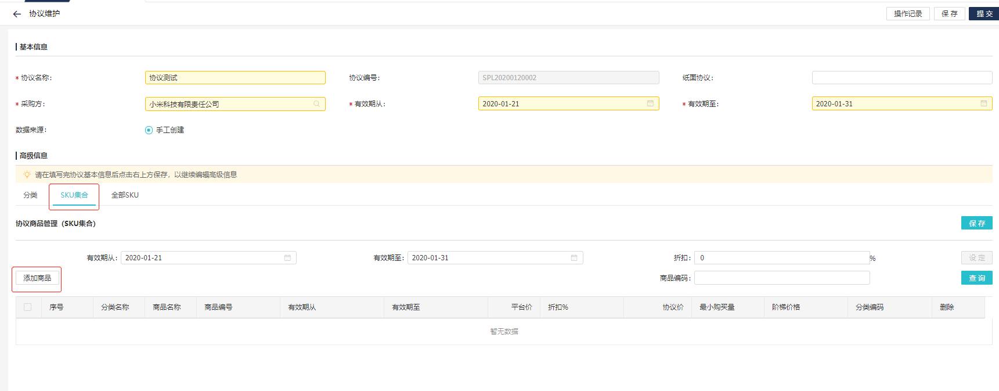 协议维护
操作记录 保 存 提 交
基本信息
* 协议名称: 协议测试 协议编号: SPL20200120002 纸面协议:
* 采购方: 小米科技有限责任公司 * 有效期从: 2020-01-21 * 有效期至: 2020-01-31
数据来源: 手工创建
高级信息
请在填写完协议基本信息后点击右上方保存，以继续编辑高级信息
分类 SKU集合 全部SKU
协议商品管理（SKU集合） 保 存
有效期从: 2020-01-21 有效期至: 2020-01-31 折扣: 0 % 设 定
添加商品 商品编码: 查 询
序号 分类名称 商品名称 商品编号 有效期从 有效期至 平台价 折扣% 协议价 最小购买量 阶梯价格 分类编码 删除
暂无数据